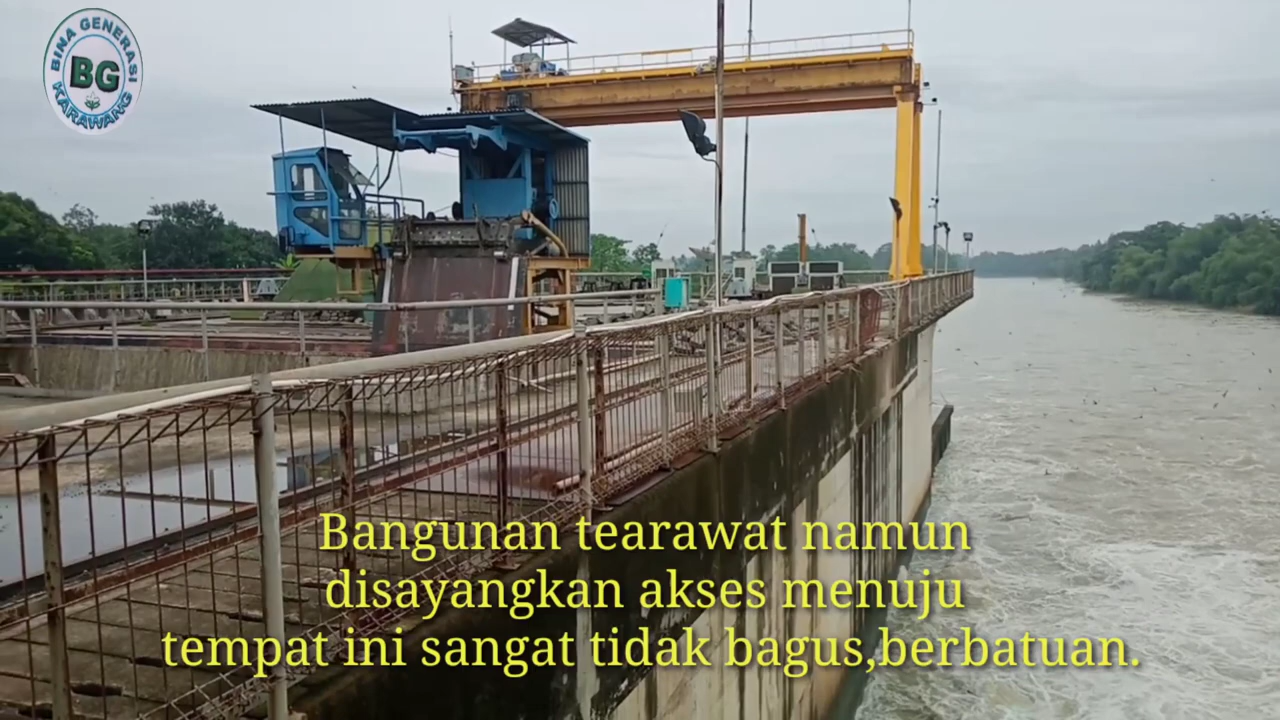 BINA GENERASI
BG
KARAWANG
Bangunan tearawat namun
disayangkan akses menuju
tempat ini sangat tidak bagus,berbatuan.